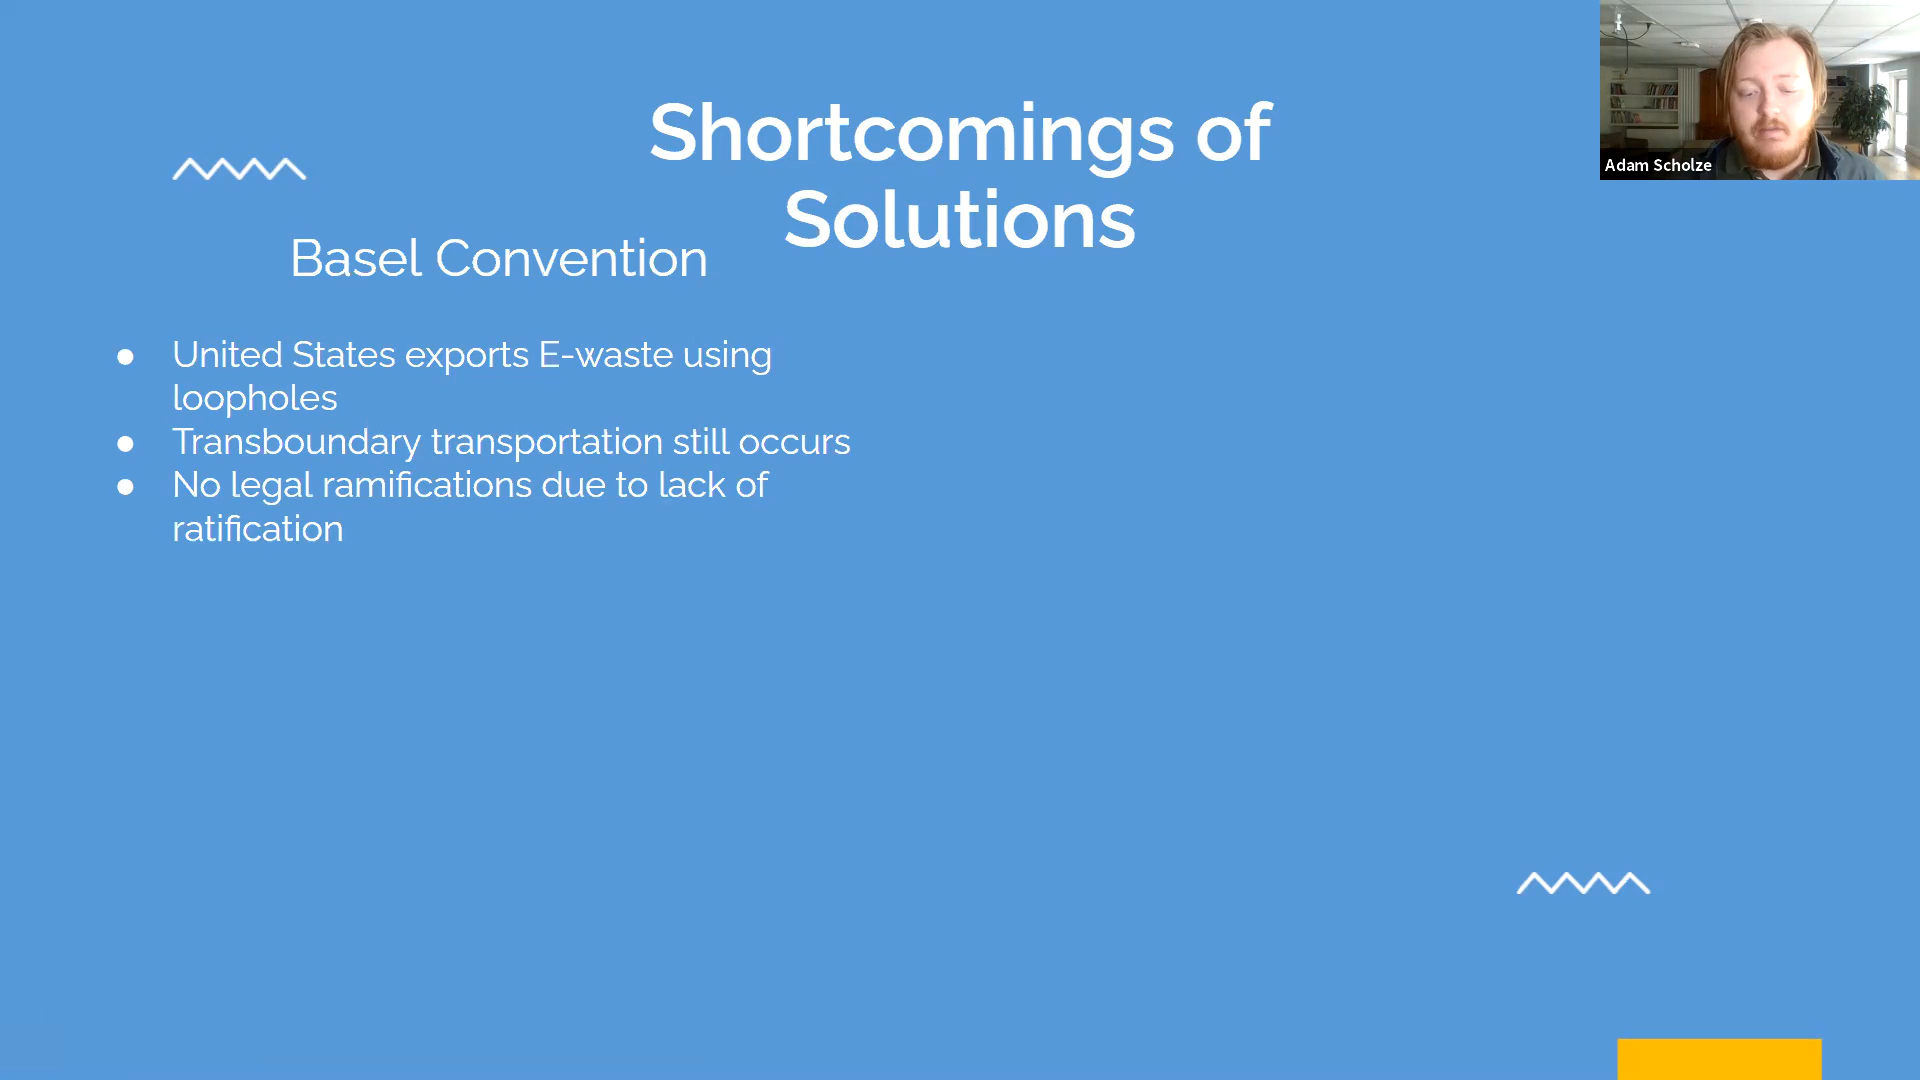 Shortcomings of
Solutions
Basel Convention
● United States exports E-waste using
loopholes
● Transboundary transportation still occurs
● No legal ramifications due to lack of
ratification
Adam Scholze